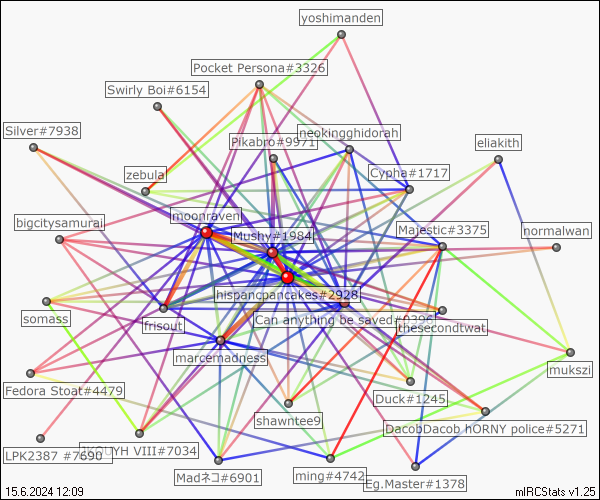 yoshimanden
Pocket Persona#3326
Swirly Boi#6154
Silver#7938
neokingghidorah
Pikabro#9971
eliakith
Cypha#1717
zebula
moonraven
bigcitysamurai
Mushy#1984
Majestic#3375
normalwan
hispancpancakes#2928
somass
frisout
Can anything be saved#0396
thesecondtwat
marcemadness
mukszi
Fedora Stoat#4479
Duck#1245
shawntee9
DacobDacob hORNY police#5271
LPK2387 #7690
VIII#7034
Madネコ#6901
ming#4742
Eg.Master#1378
15.6.2024 12:09
mIRCStats v1.25